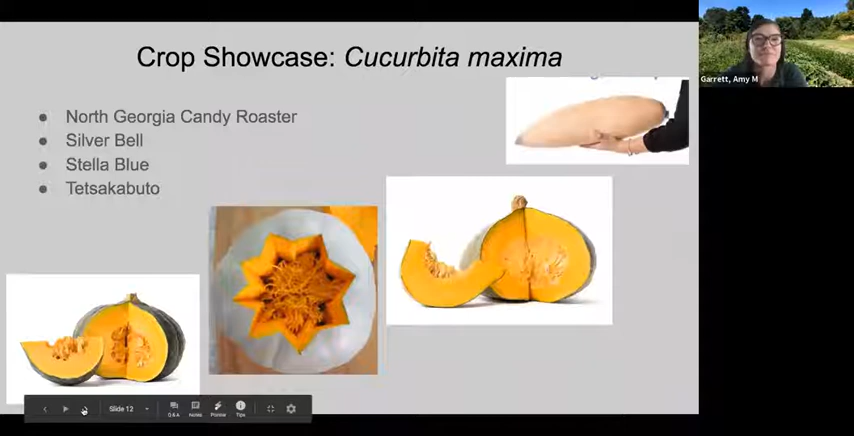 Crop Showcase: Cucurbita maxima
Garrett, Amy M
● North Georgia Candy Roaster
● Silver Bell
● Stella Blue
● Tetsakabuto
Slide 12
Q & A
Notes
Pointer
Tips